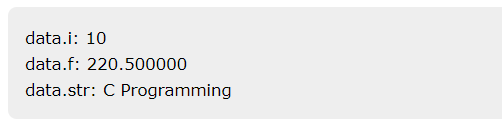 data.i: 10
data.f: 220.500000
data.str: C Programming